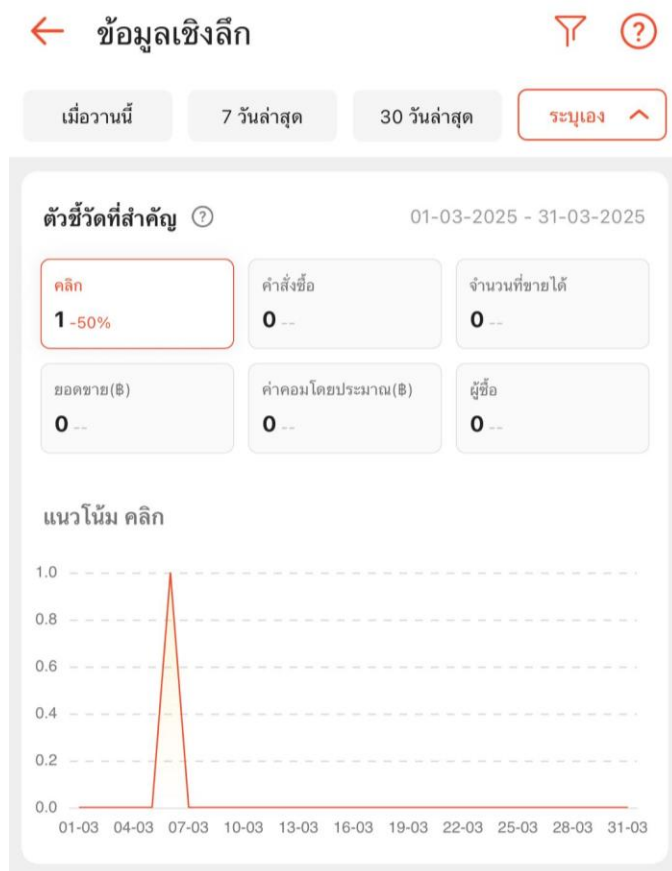 ข้อมูลเชิงลึก
เมื่อวานนี้ 7 วันล่าสุด 30 วันล่าสุด ระบุเอง
ตัวชี้วัดที่สำคัญ 01-03-2025 - 31-03-2025
คลิก คำสั่งซื้อ จำนวนที่ขายได้
1 -50% 0 -- 0 --
ยอดขาย(฿) ค่าคอมโดยประมาณ(฿) ผู้ซื้อ
0 -- 0 -- 0 --
แนวโน้ม คลิก
1.0
0.8
0.6
0.4
0.2
0.0
01-03 04-03 07-03 10-03 13-03 16-03 19-03 22-03 25-03 28-03 31-03